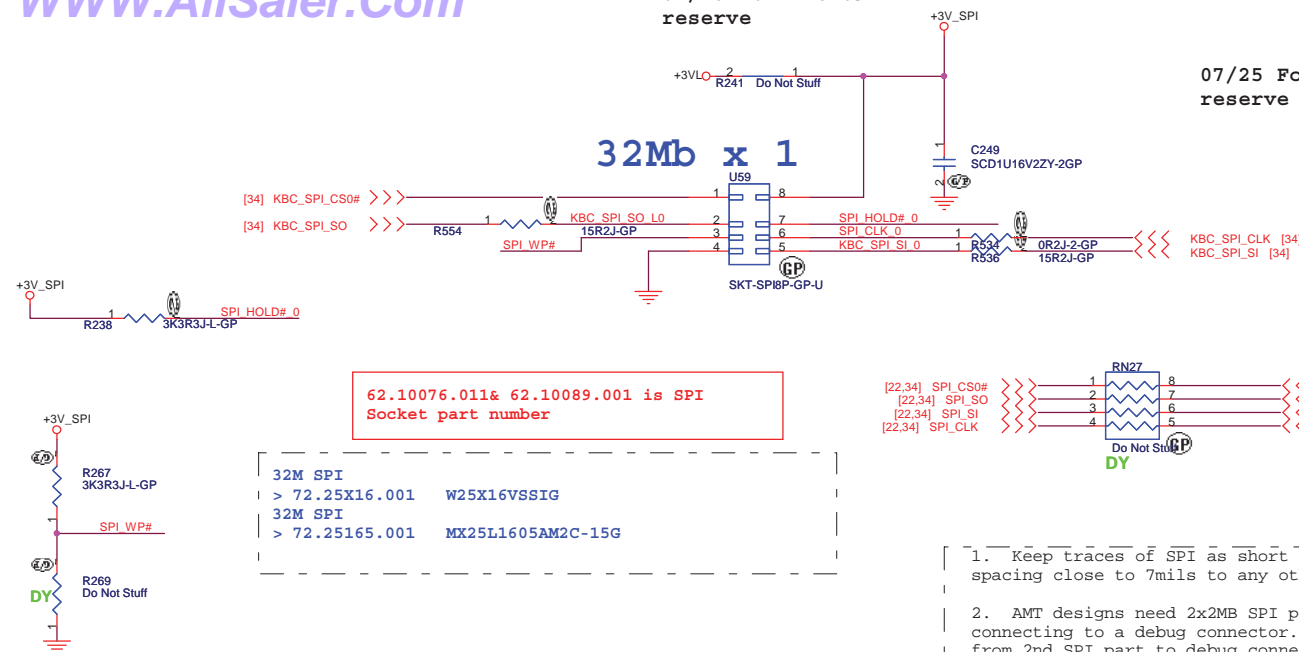 WWW.AllSaler.Com
reserve
+3V_SPI
+3VL
2
1
R241
Do Not Stuff
07/25 Fo
reserve
32Mb x 1
1
C249
SCD1U16V2ZY-2GP
2
U59
[34] KBC_SPI_CS0#
1
8
[34] KBC_SPI_SO
R554
1
KBC_SPI_SO_L0
15R2J-GP
2
7
SPI_HOLD#_0
3
6
SPI_CLK_0
1
R534
0R2J-2-GP
KBC_SPI_CLK [34]
SPI_WP#
4
5
KBC_SPI_SI_0
1
R536
15R2J-GP
KBC_SPI_SI [34]
GP
SKT-SPI8P-GP-U
+3V_SPI
R238
1
3K3R3J-L-GP
SPI_HOLD#_0
62.10076.011& 62.10089.001 is SPI
Socket part number
RN27
[22,34] SPI_CS0#
1
8
[22,34] SPI_SO
2
7
[22,34] SPI_SI
3
6
[22,34] SPI_CLK
4
5
Do Not Stuff
GP
DY
+3V_SPI
R267
3K3R3J-L-GP
1
SPI_WP#
R269
Do Not Stuff
DY
1
32M SPI
> 72.25X16.001 W25X16VSSIG
32M SPI
> 72.25165.001 MX25L1605AM2C-15G
1. Keep traces of SPI as short
spacing close to 7mils to any ot
2. AMT designs need 2x2MB SPI p
connecting to a debug connector.
from 2nd SPI part to debug conne